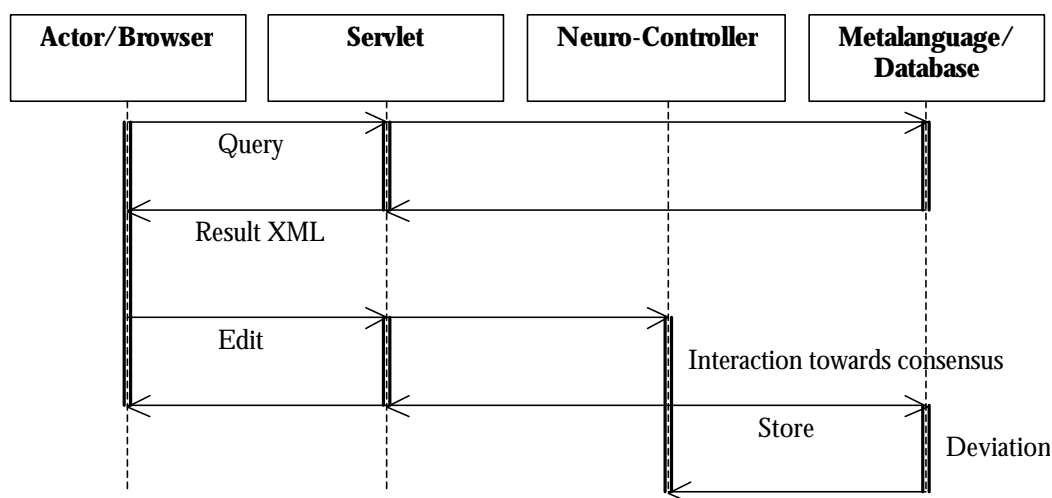 Actor/Browser
Servlet
Neuro-Controller
Metalanguage/
Database
Query
Result XML
Edit
Interaction towards consensus
Store
Deviation